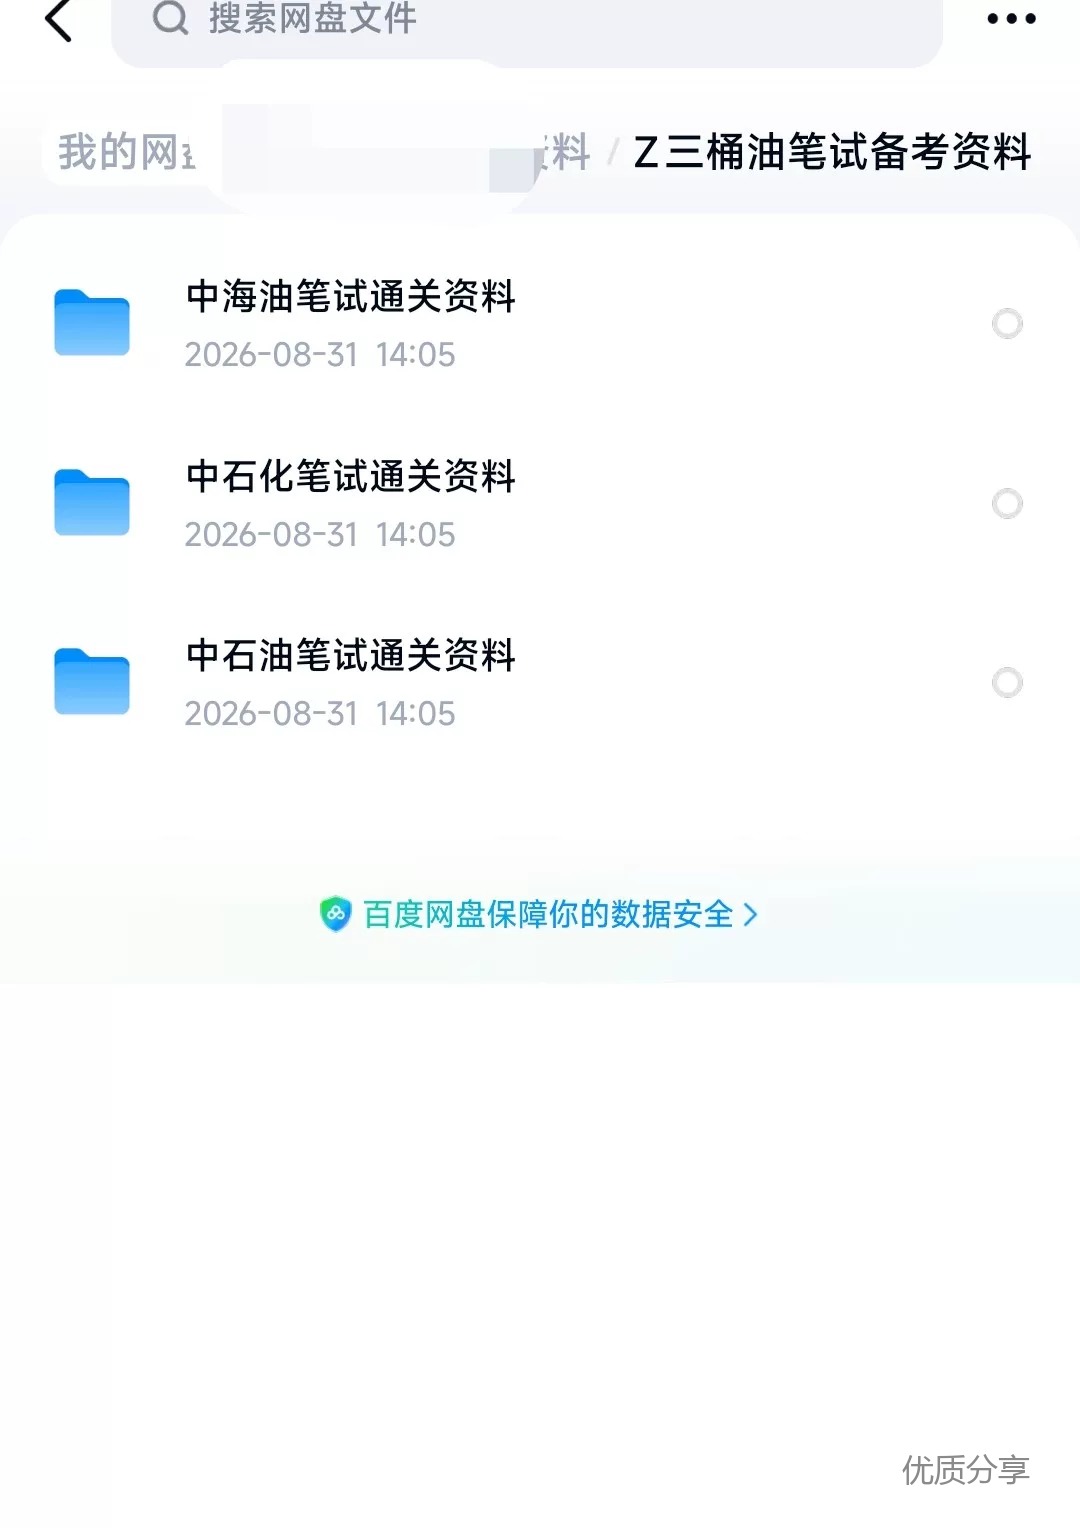 搜索网盘文件
我的网 料 / Z三桶油笔试备考资料
中海油笔试通关资料
2026-08-31 14:05
中石化笔试通关资料
2026-08-31 14:05
中石油笔试通关资料
2026-08-31 14:05
百度网盘保障你的数据安全
优质分享